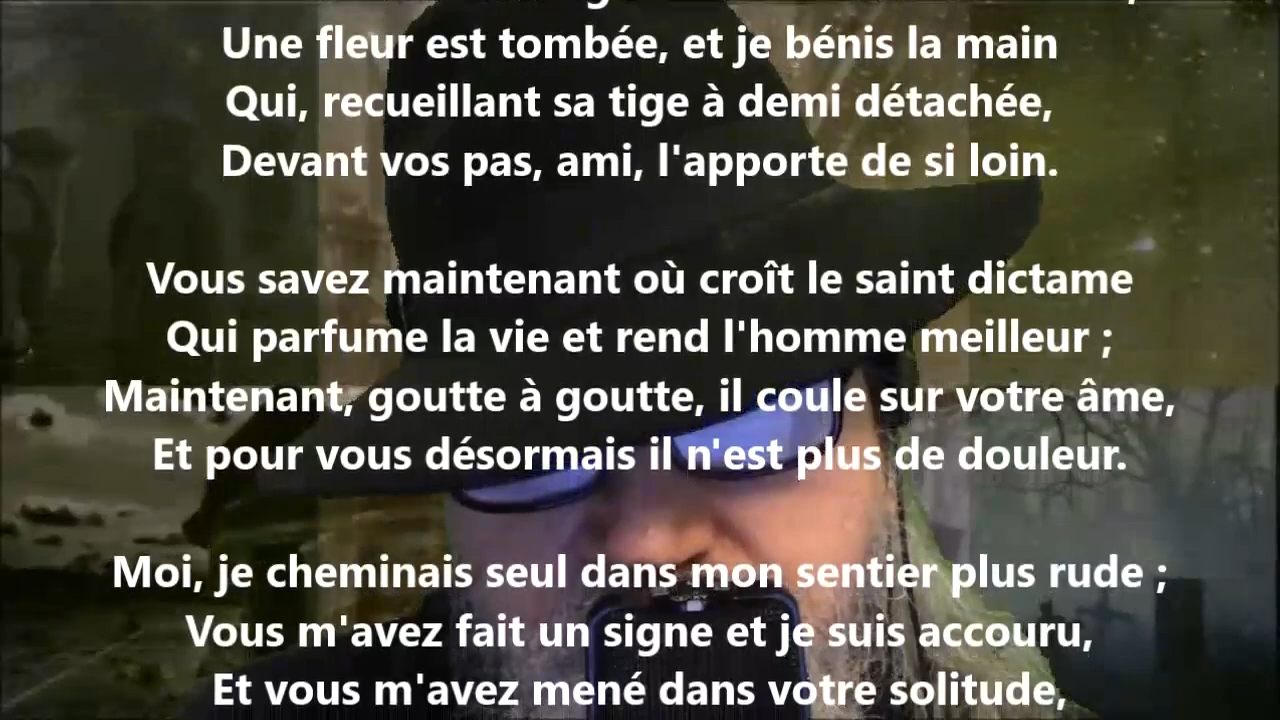 Une fleur est tombée, et je bénis la main
Qui, recueillant sa tige à demi détachée,
Devant vos pas, ami, l'apporte de si loin.
Vous savez maintenant où croît le saint dictame
Qui parfume la vie et rend l'homme meilleur ;
Maintenant, goutte à goutte, il coule sur votre âme,
Et pour vous désormais il n'est plus de douleur.
Moi, je cheminais seul dans mon sentier plus rude ;
Vous m'avez fait un signe et je suis accouru,
Et vous m'avez mené dans votre solitude,